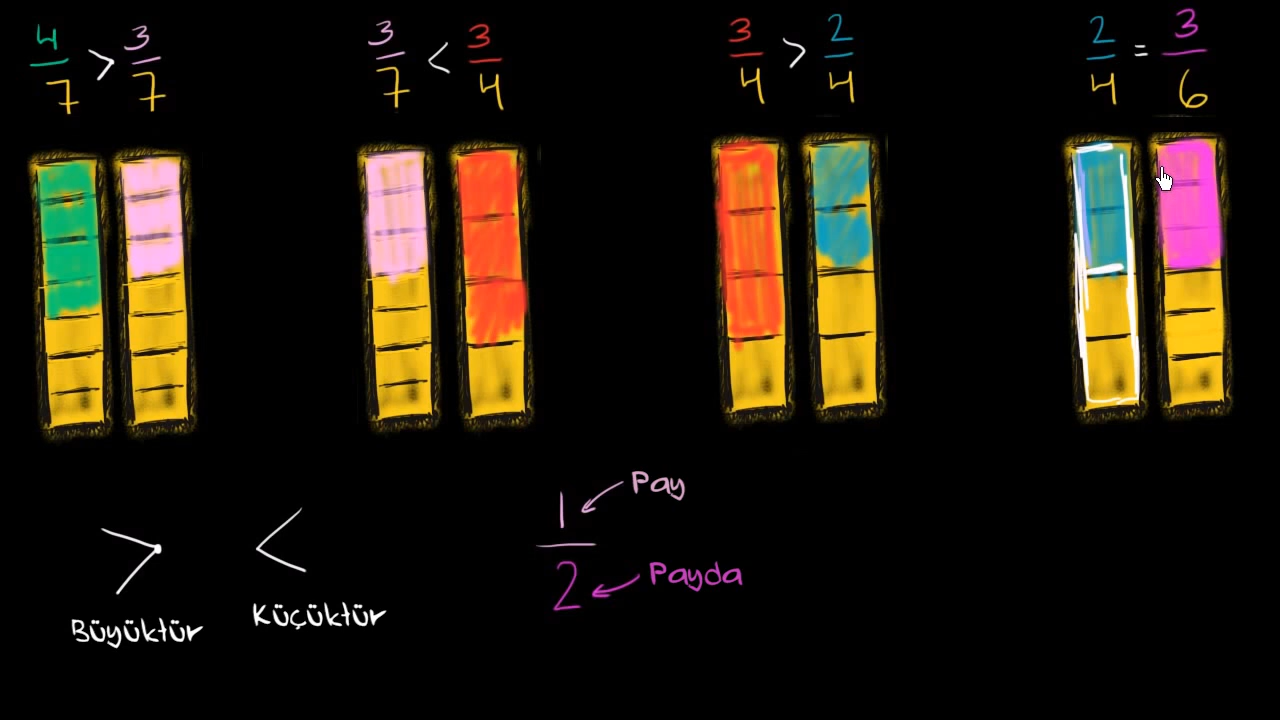 4/7 > 3/7
3/7 < 3/4
3/4 > 2/4
2/4 = 3/6
>
Büyüktür
<
Küçüktür
1/2
Pay
Payda